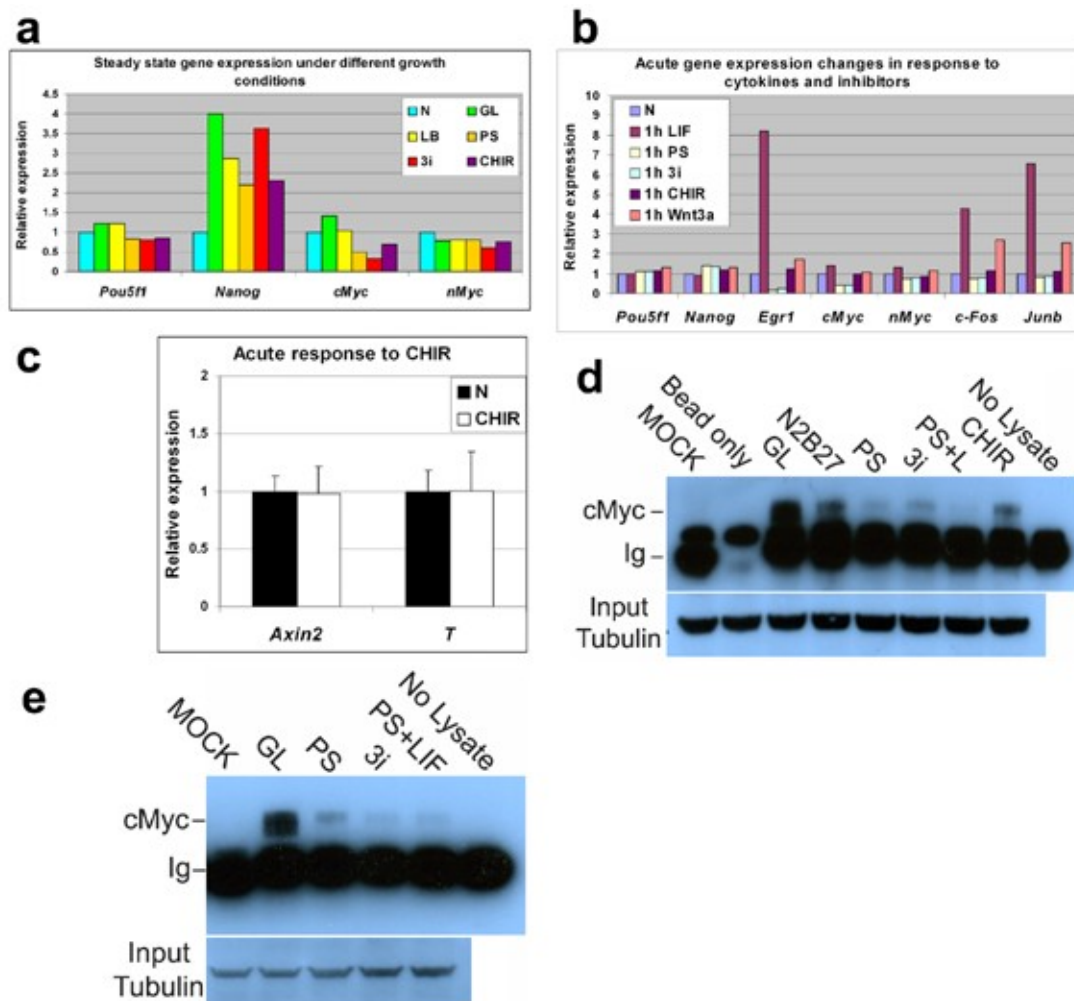 a
Steady state gene expression under different growth
conditions
Relative expression
4.5
4
3.5
3
2.5
2
1.5
1
0.5
0
N GL
LB PS
3i CHIR
Pou5f1 Nanog cMyc nMyc
b
Acute gene expression changes in response to
cytokines and inhibitors
Relative expression
10
9
8
7
6
5
4
3
2
1
0
N
1h LIF
1h PS
1h 3i
1h CHIR
1h Wnt3a
Pou5f1 Nanog Egr1 cMyc nMyc c-Fos Junb
c
Acute response to CHIR
Relative expression
2
1.5
1
0.5
0
N
CHIR
Axin2 T
d
MOCK
Bead only
GL
N2B27
PS
3i
PS+L
CHIR
No Lysate
cMyc –
Ig –
Input
Tubulin
e
MOCK
GL
PS
3i
PS+LIF
No Lysate
cMyc –
Ig –
Input
Tubulin